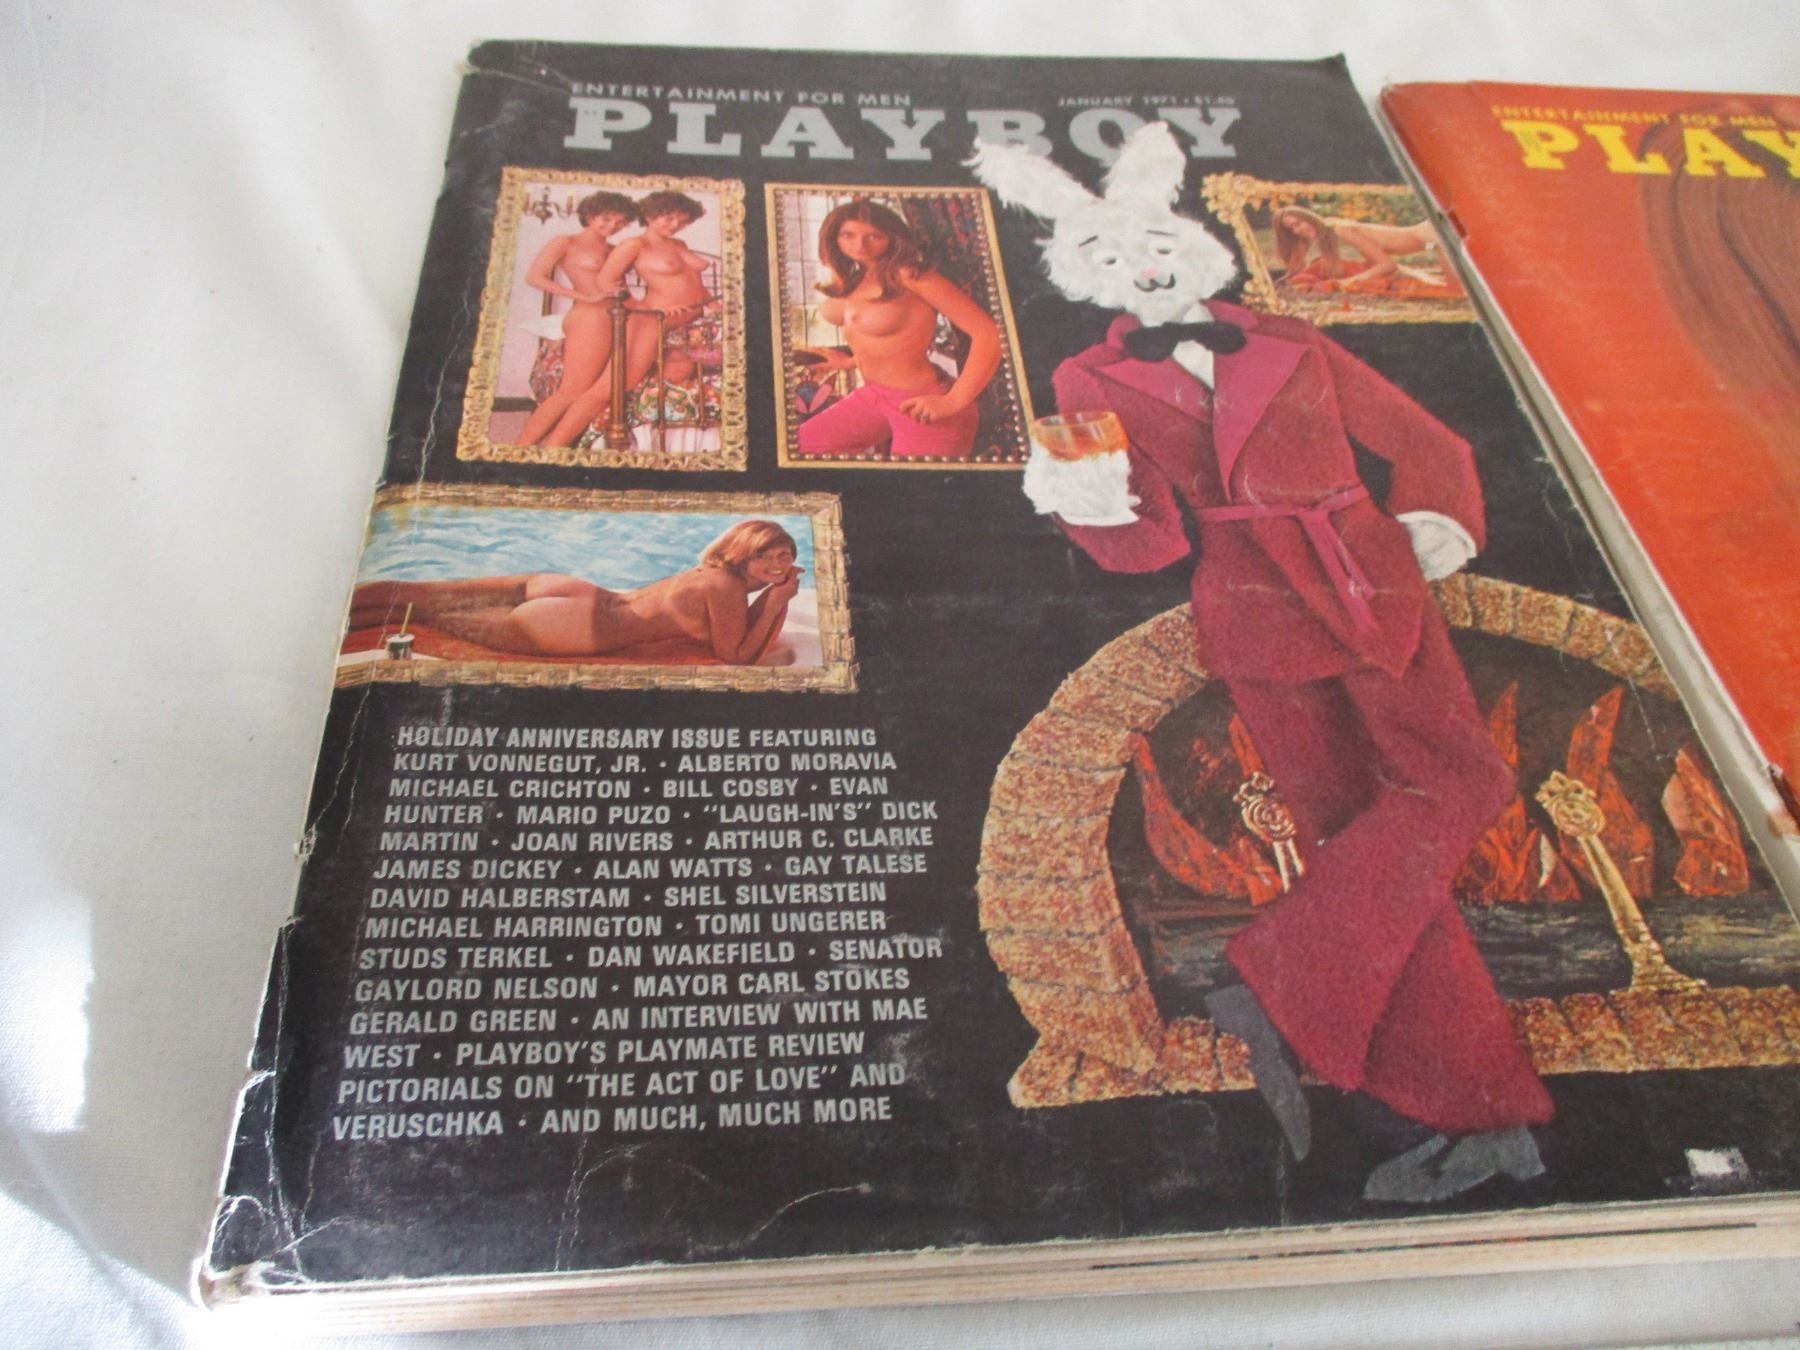 ENTERTAINMENT FOR MEN
JANUARY 1971 • $1.50
PLAYBOY
HOLIDAY ANNIVERSARY ISSUE FEATURING
KURT VONNEGUT, JR. • ALBERTO MORAVIA
MICHAEL CRICHTON • BILL COSBY • EVAN
HUNTER • MARIO PUZO • "LAUGH-IN'S" DICK
MARTIN • JOAN RIVERS • ARTHUR C. CLARKE
JAMES DICKEY • ALAN WATTS • GAY TALESE
DAVID HALBERSTAM • SHEL SILVERSTEIN
MICHAEL HARRINGTON • TOMI UNGERER
STUDS TERKEL • DAN WAKEFIELD • SENATOR
GAYLORD NELSON • MAYOR CARL STOKES
GERALD GREEN • AN INTERVIEW WITH MAE
WEST • PLAYBOY'S PLAYMATE REVIEW
PICTORIALS ON "THE ACT OF LOVE" AND
VERUSCHKA • AND MUCH, MUCH MORE
ENTERTAINMENT FOR MEN
PLAY